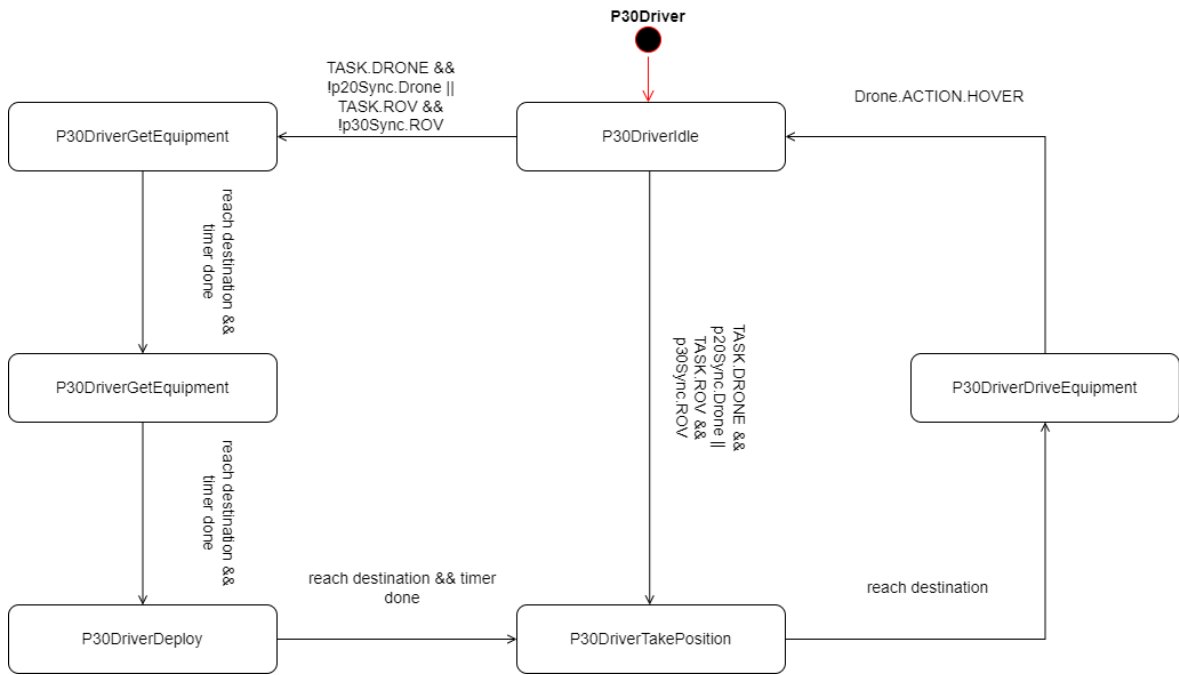 P30Driver
TASK.DRONE &&
!p20Sync.Drone ||
TASK.ROV &&
!p30Sync.ROV
Drone.ACTION.HOVER
P30DriverGetEquipment
P30DriverIdle
reach destination &&
timer done
TASK.DRONE &&
p20Sync.Drone ||
TASK.ROV &&
p30Sync.ROV
P30DriverGetEquipment
P30DriverDriveEquipment
reach destination &&
timer done
reach destination && timer
done
reach destination
P30DriverDeploy
P30DriverTakePosition